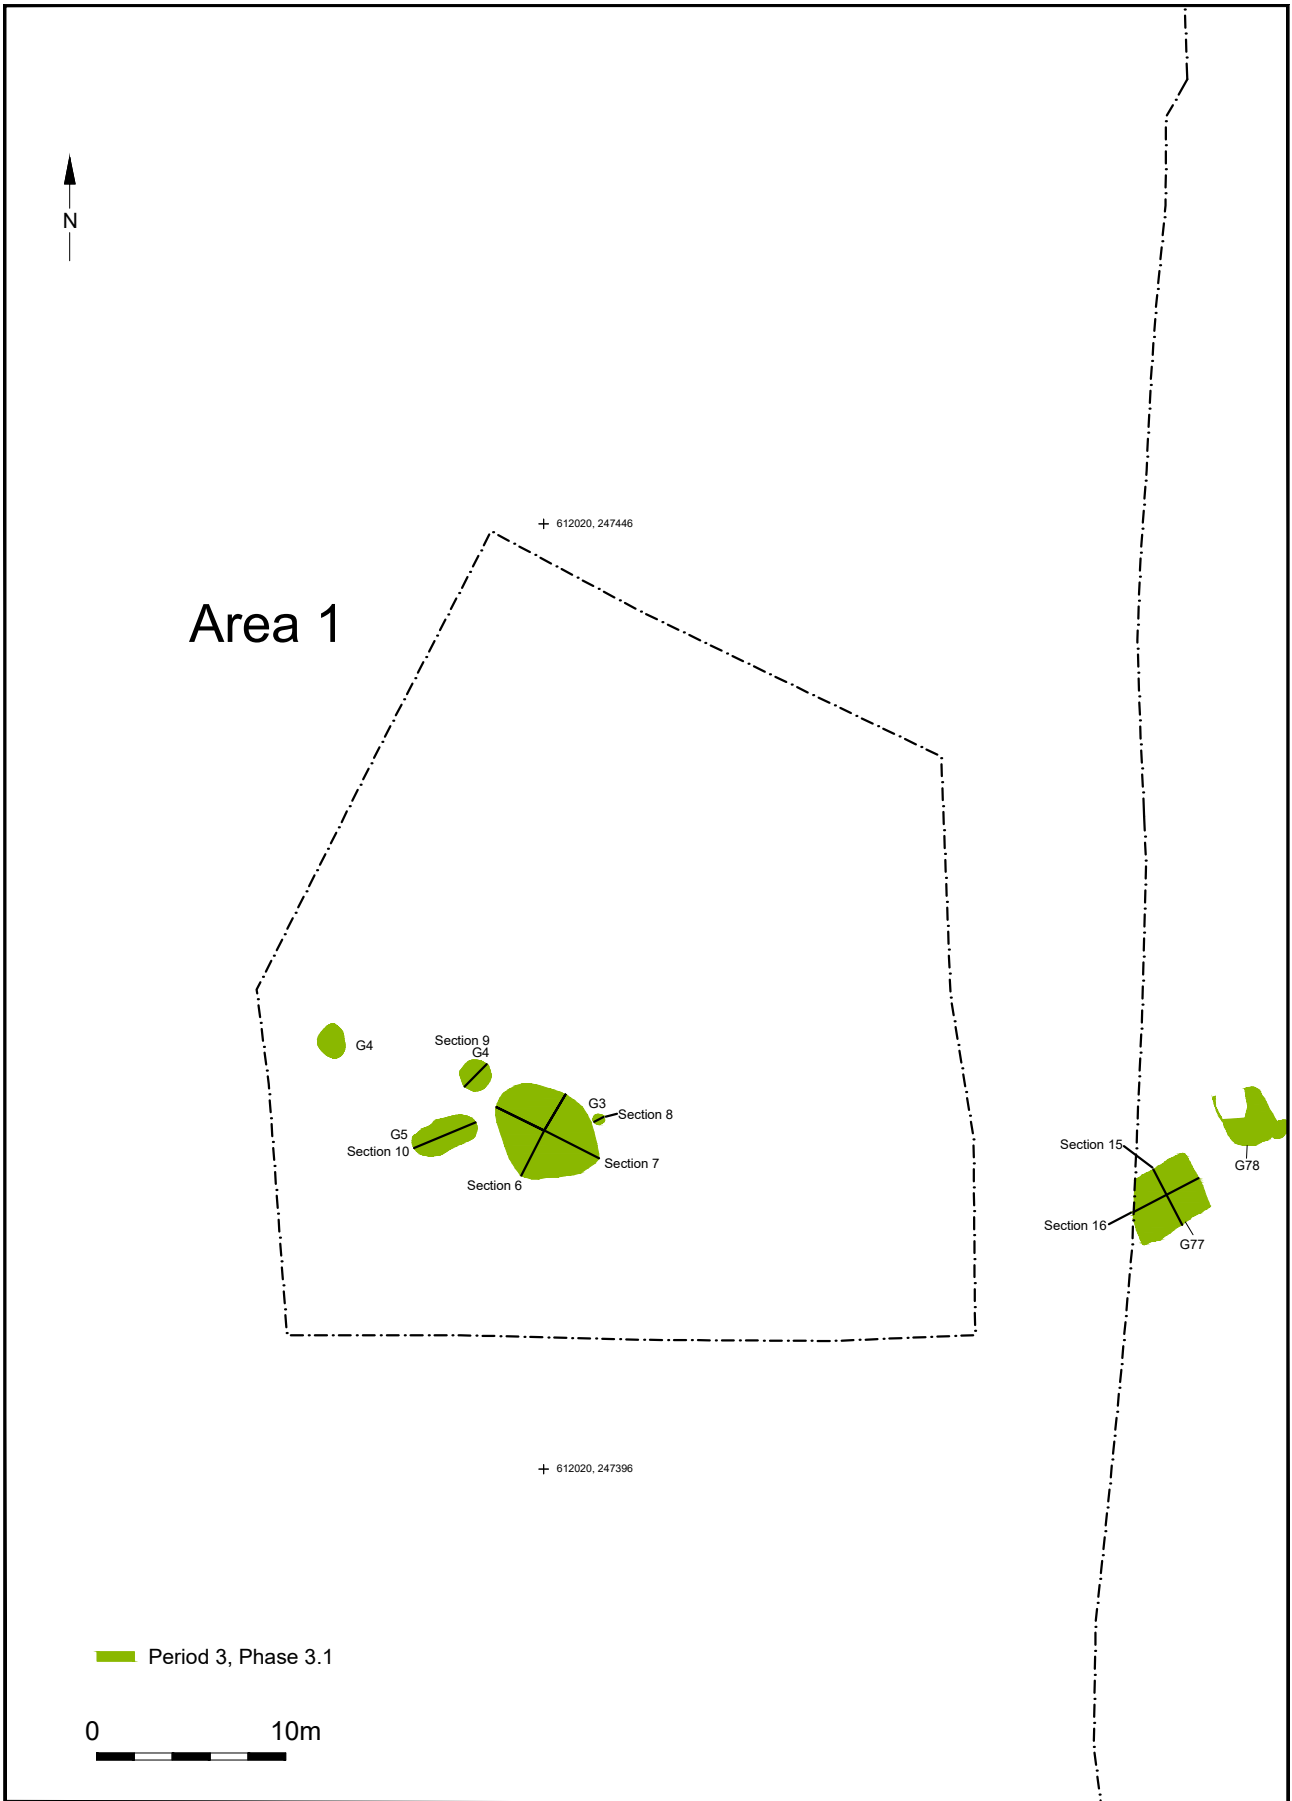 N
612020, 247446
Area 1
Section 9
G4
G4
G3
Section 8
G5
Section 10
Section 7
Section 6
Section 15
G78
Section 16
G77
612020, 247396
Period 3, Phase 3.1
0 10m